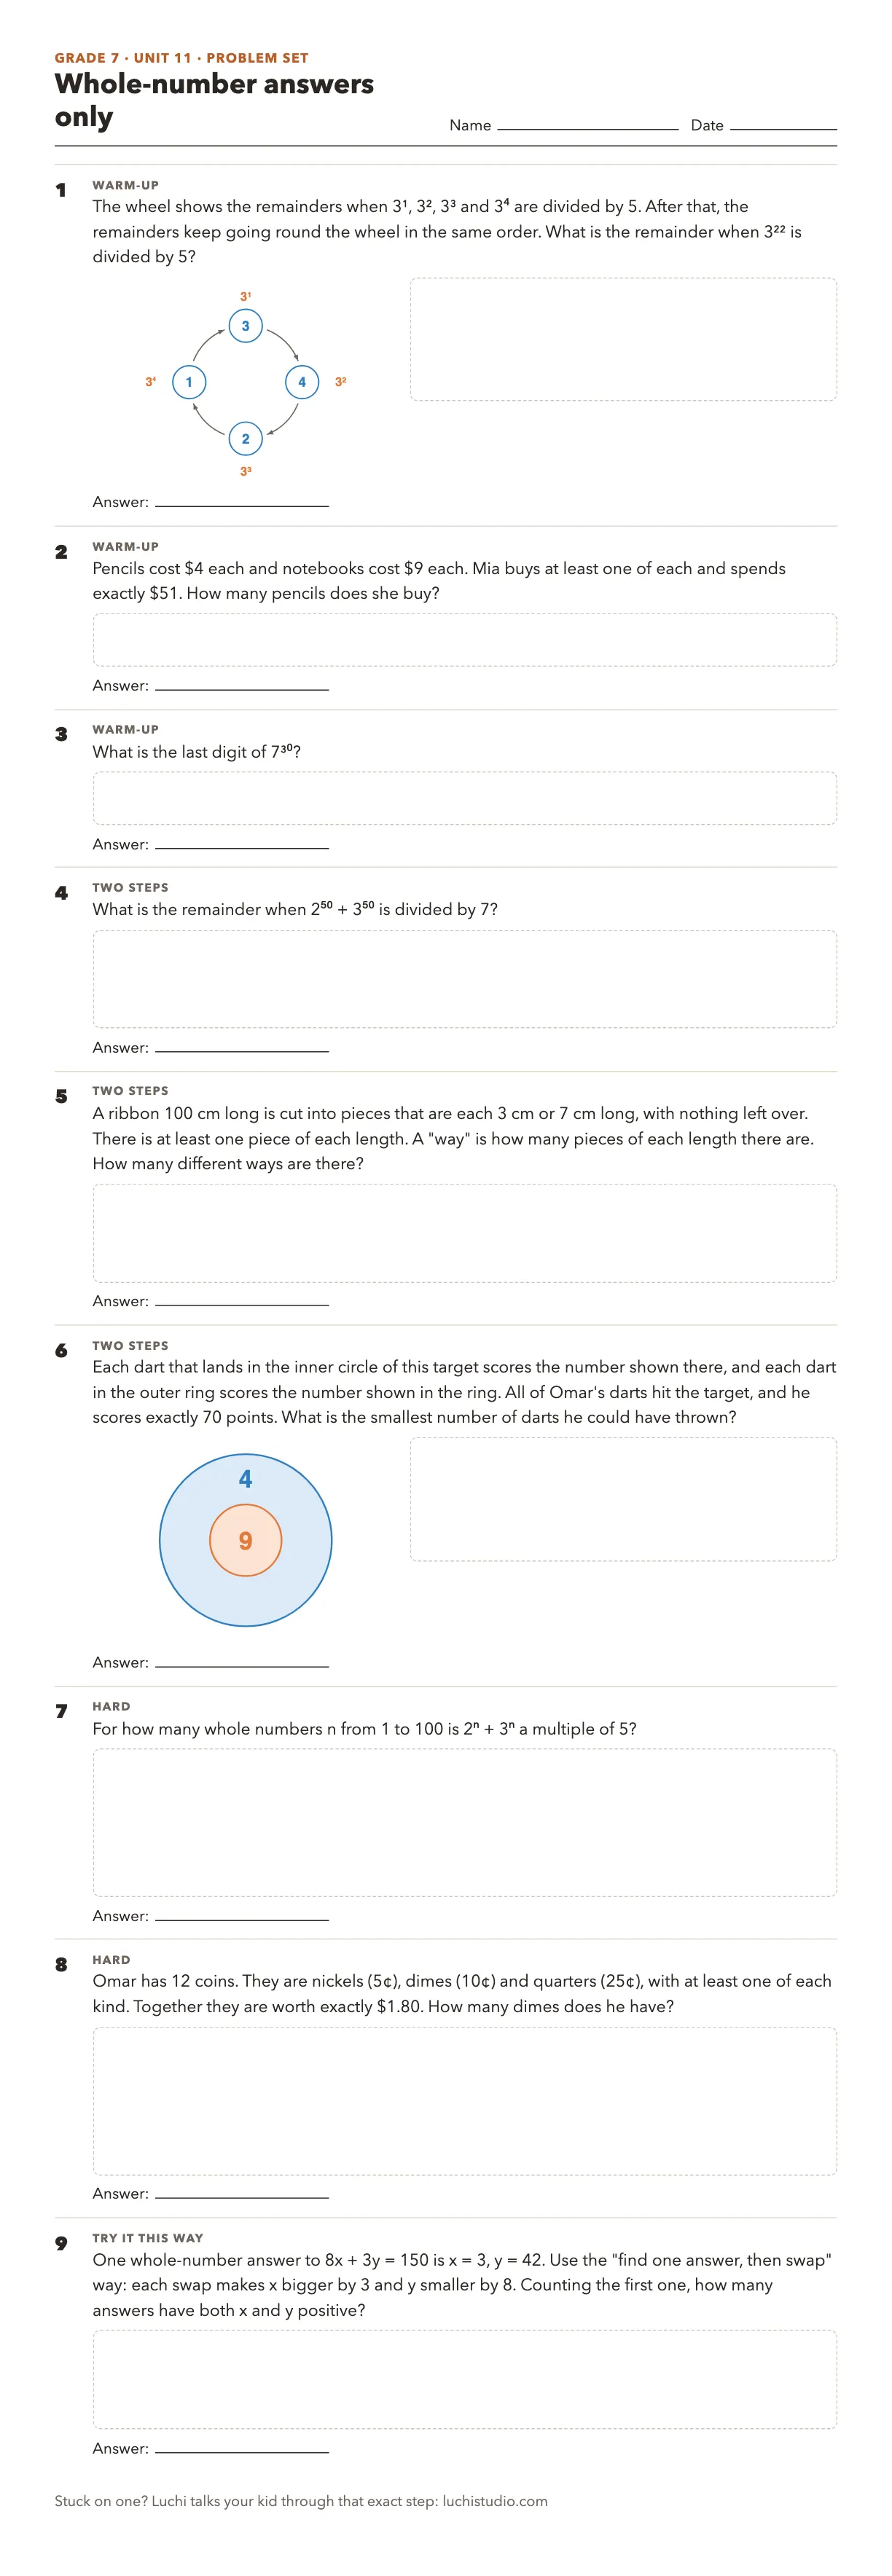 GRADE 7 · UNIT 11 · PROBLEM SET
Whole-number answers
only
Name
Date
1
WARM-UP
The wheel shows the remainders when 3¹, 3², 3³ and 3⁴ are divided by 5. After that, the
remainders keep going round the wheel in the same order. What is the remainder when 3²² is
divided by 5?
3¹
3
3⁴
1
4
3²
2
3³
Answer:
2
WARM-UP
Pencils cost $4 each and notebooks cost $9 each. Mia buys at least one of each and spends
exactly $51. How many pencils does she buy?
Answer:
3
WARM-UP
What is the last digit of 7³⁰?
Answer:
4
TWO STEPS
What is the remainder when 2⁵⁰ + 3⁵⁰ is divided by 7?
Answer:
5
TWO STEPS
A ribbon 100 cm long is cut into pieces that are each 3 cm or 7 cm long, with nothing left over.
There is at least one piece of each length. A "way" is how many pieces of each length there are.
How many different ways are there?
Answer:
6
TWO STEPS
Each dart that lands in the inner circle of this target scores the number shown there, and each dart
in the outer ring scores the number shown in the ring. All of Omar's darts hit the target, and he
scores exactly 70 points. What is the smallest number of darts he could have thrown?
4
9
Answer:
7
HARD
For how many whole numbers n from 1 to 100 is 2ⁿ + 3ⁿ a multiple of 5?
Answer:
8
HARD
Omar has 12 coins. They are nickels (5¢), dimes (10¢) and quarters (25¢), with at least one of each
kind. Together they are worth exactly $1.80. How many dimes does he have?
Answer:
9
TRY IT THIS WAY
One whole-number answer to 8x + 3y = 150 is x = 3, y = 42. Use the "find one answer, then swap"
way: each swap makes x bigger by 3 and y smaller by 8. Counting the first one, how many
answers have both x and y positive?
Answer:
Stuck on one? Luchi talks your kid through that exact step: luchistudio.com